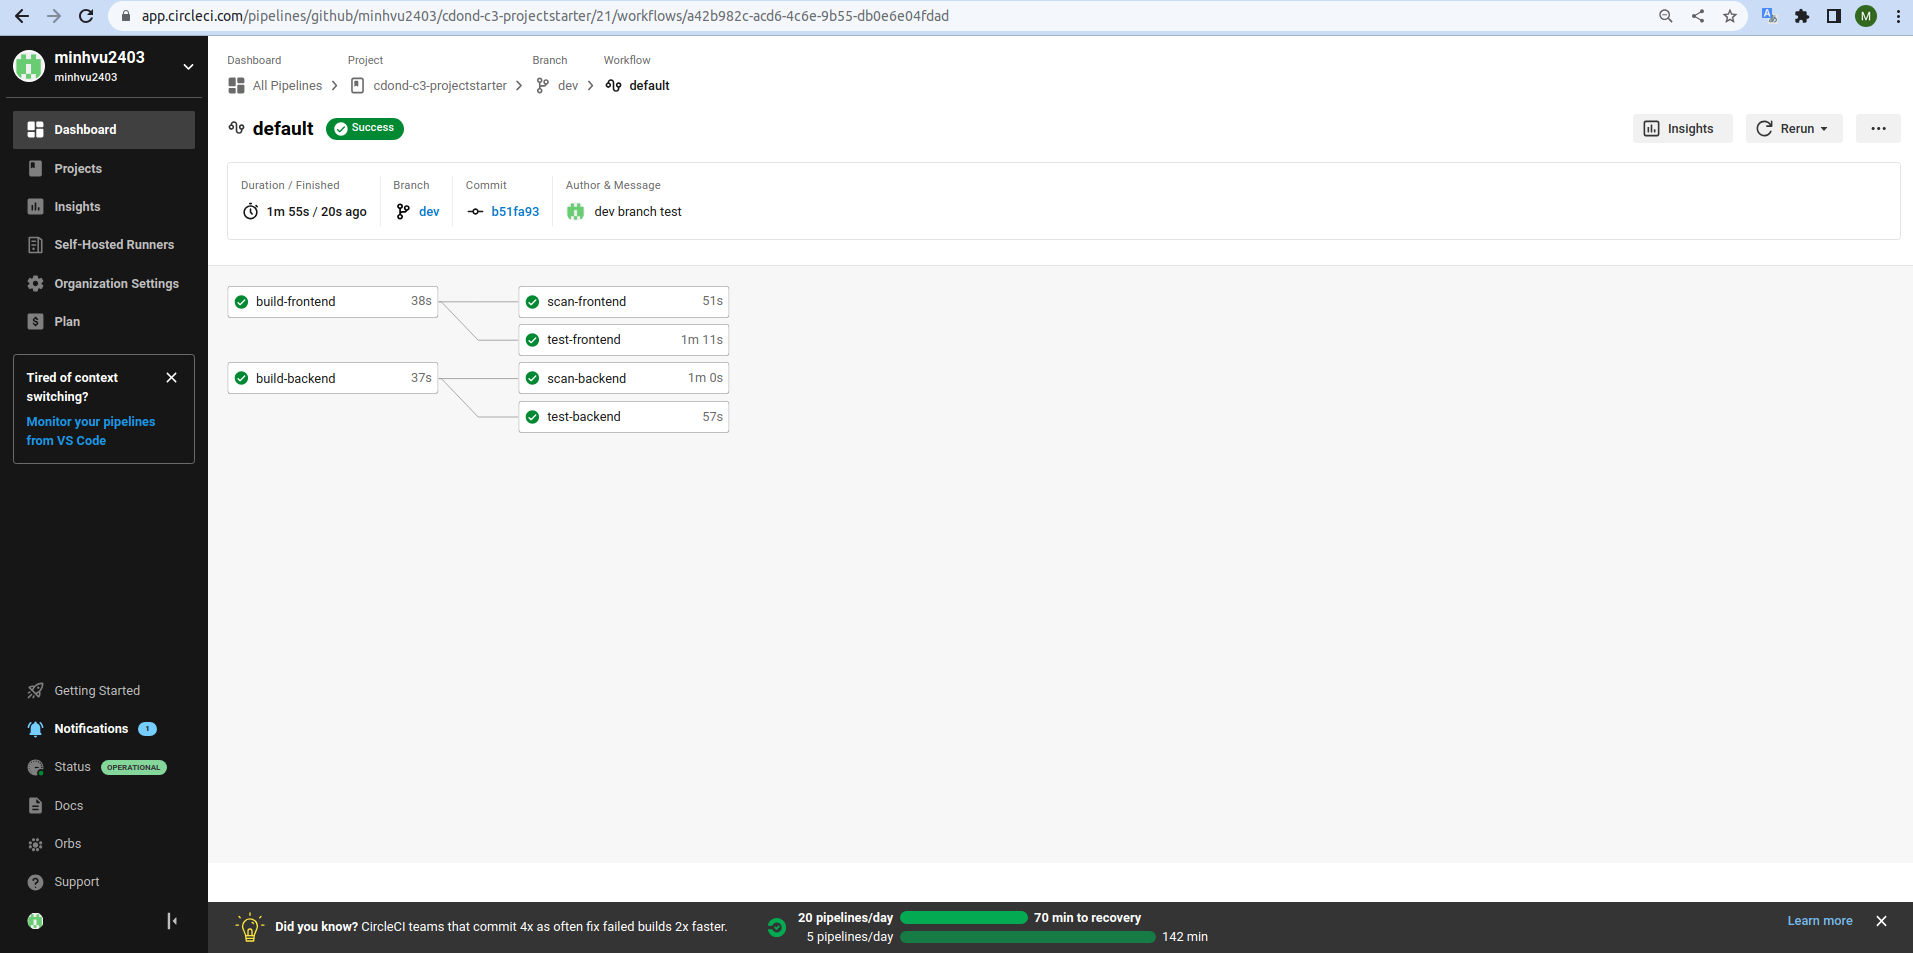 app.circleci.com/pipelines/github/minhvu2403/cdond-c3-projectstarter/21/workflows/a42b982c-acd6-4c6e-9b55-db0e6e04fdad
M
minhvu2403
minhvu2403
Dashboard
Projects
Insights
Self-Hosted Runners
Organization Settings
Plan
Tired of context
switching?
Monitor your pipelines
from VS Code
Getting Started
Notifications 1
Status OPERATIONAL
Docs
Orbs
Support
Dashboard Project Branch Workflow
All Pipelines cdond-c3-projectstarter dev default
default Success
Insights Rerun
Duration / Finished Branch Commit Author & Message
1m 55s / 20s ago dev b51fa93 dev branch test
build-frontend 38s scan-frontend 51s
test-frontend 1m 11s
build-backend 37s scan-backend 1m 0s
test-backend 57s
Did you know? CircleCI teams that commit 4x as often fix failed builds 2x faster.
20 pipelines/day 70 min to recovery
5 pipelines/day 142 min
Learn more